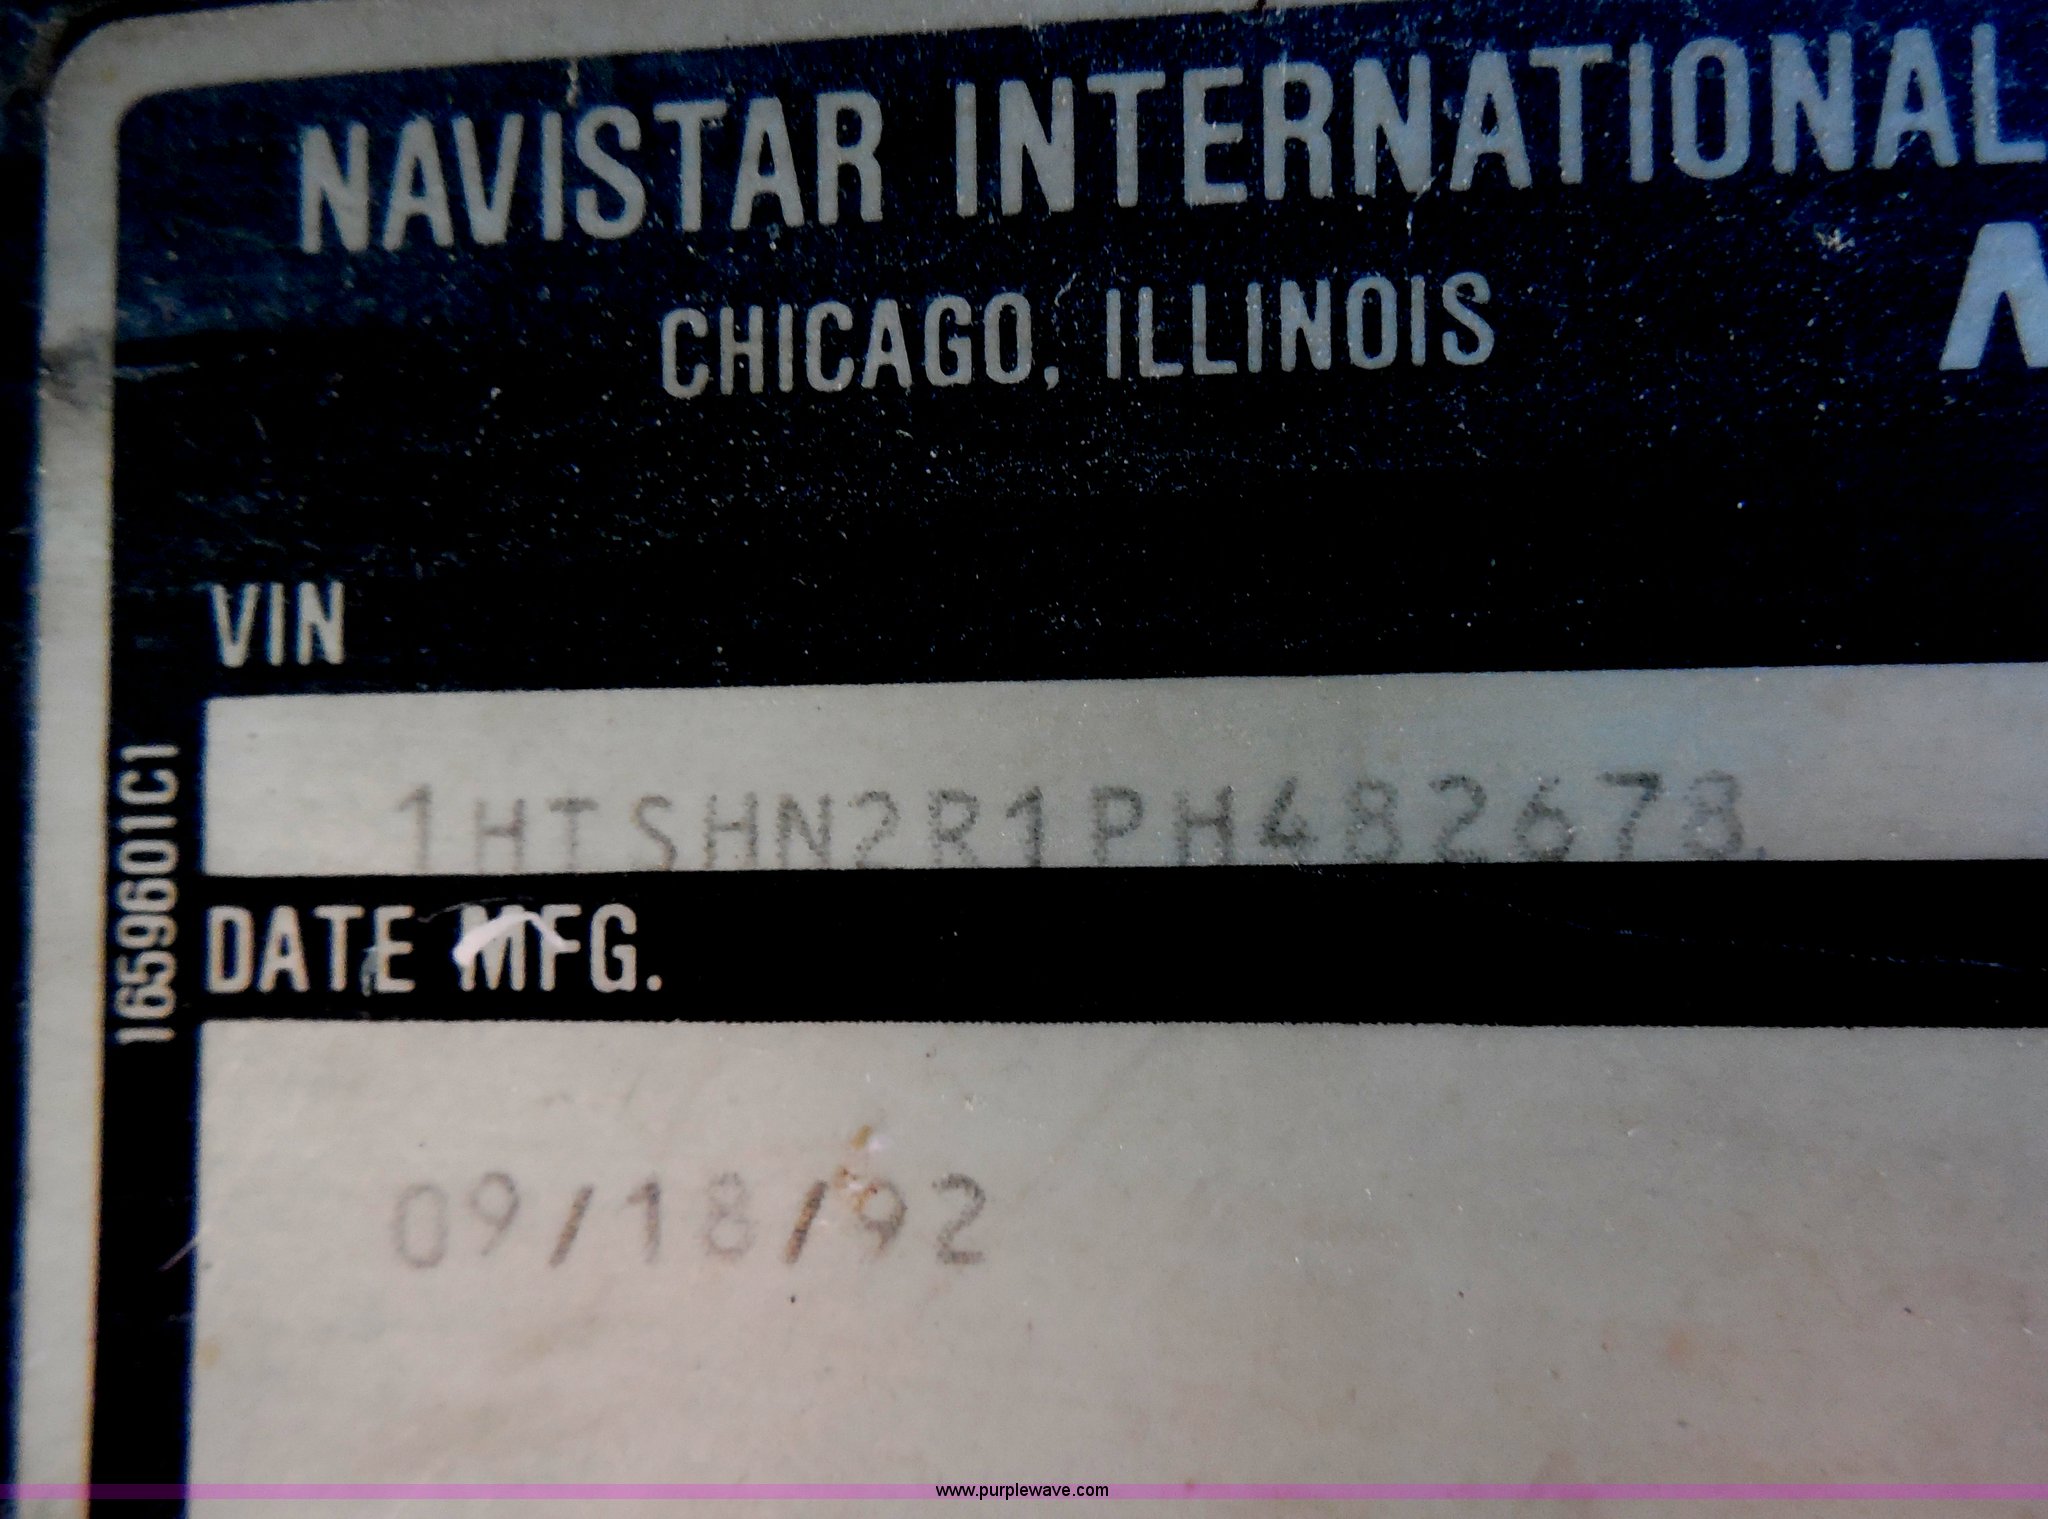 NAVISTAR INTERNATIONAL
CHICAGO, ILLINOIS
VIN
1HTSHN2R1PH482678
DATE MFG.
09/18/92
1659601C1
www.purplewave.com